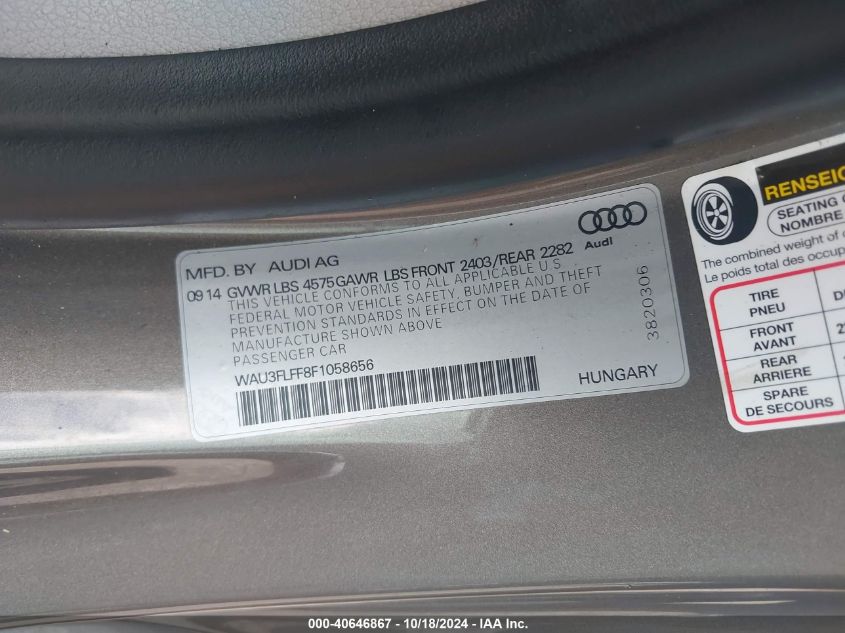 MFD. BY AUDI AG
Audi
09 14 GVWR LBS 4575 GAWR LBS FRONT 2403/REAR 2282
THIS VEHICLE CONFORMS TO ALL APPLICABLE U.S.
FEDERAL MOTOR VEHICLE SAFETY, BUMPER AND THEFT
PREVENTION STANDARDS IN EFFECT ON THE DATE OF
MANUFACTURE SHOWN ABOVE
PASSENGER CAR
WAU3FLFF8F1058656
HUNGARY
3820306
RENSEIG
SEATING
NOMBRE
The combined weight of
Le poids total des occup
TIRE
PNEU
FRONT
AVANT
REAR
ARRIERE
SPARE
DE SECOURS
000-40646867 - 10/18/2024 - IAA Inc.